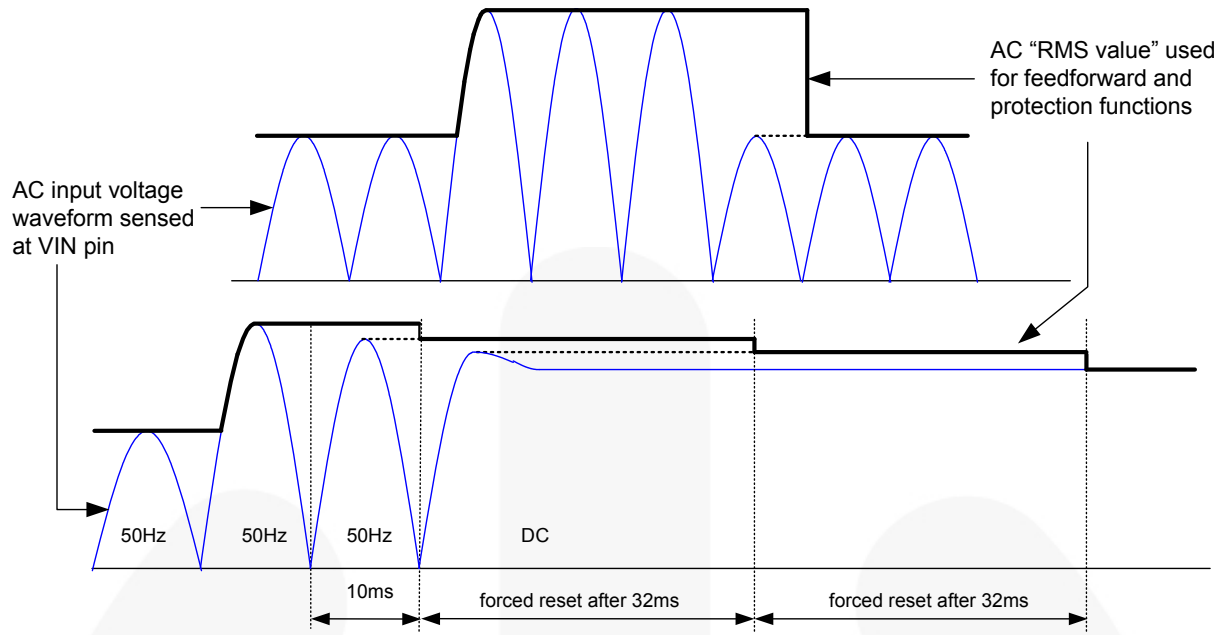 AC “RMS value” used
for feedforward and
protection functions
AC input voltage
waveform sensed
at VIN pin
50Hz
50Hz
50Hz
DC
10ms
forced reset after 32ms
forced reset after 32ms